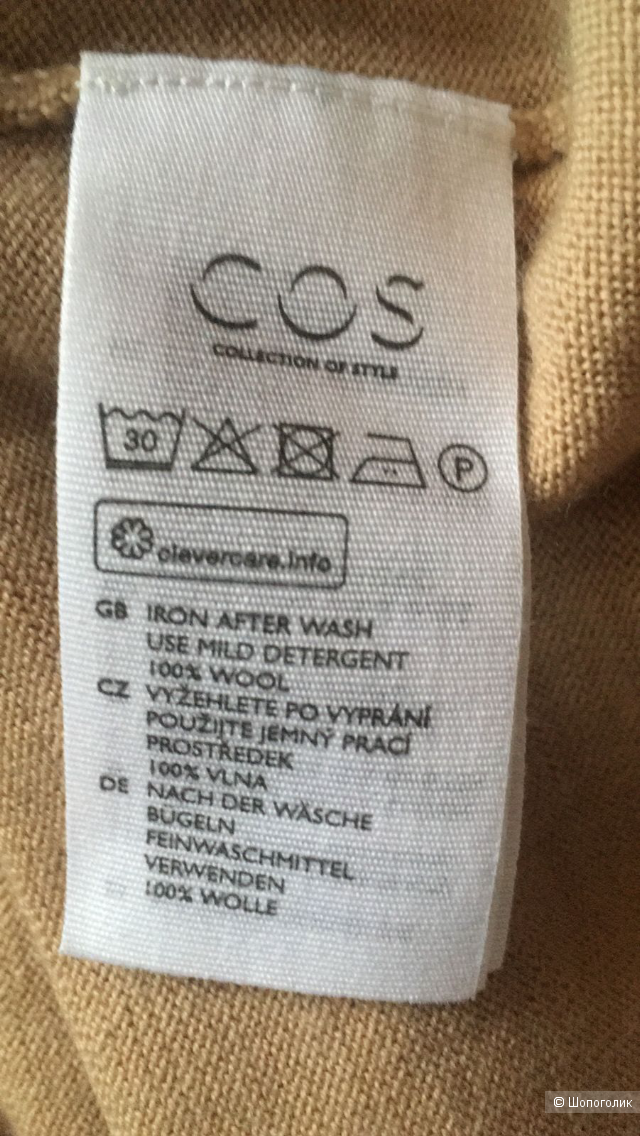 COS
COLLECTION OF STYLE
30
P
clevercare.info
GB IRON AFTER WASH
USE MILD DETERGENT
100% WOOL
CZ VYŽEHLETE PO VYPRÁNÍ
POUŽIJTE JEMNÝ PRACÍ
PROSTŘEDEK
100% VLNA
DE NACH DER WÄSCHE
BÜGELN
FEINWASCHMITTEL
VERWENDEN
100% WOLLE
© Шопоголик